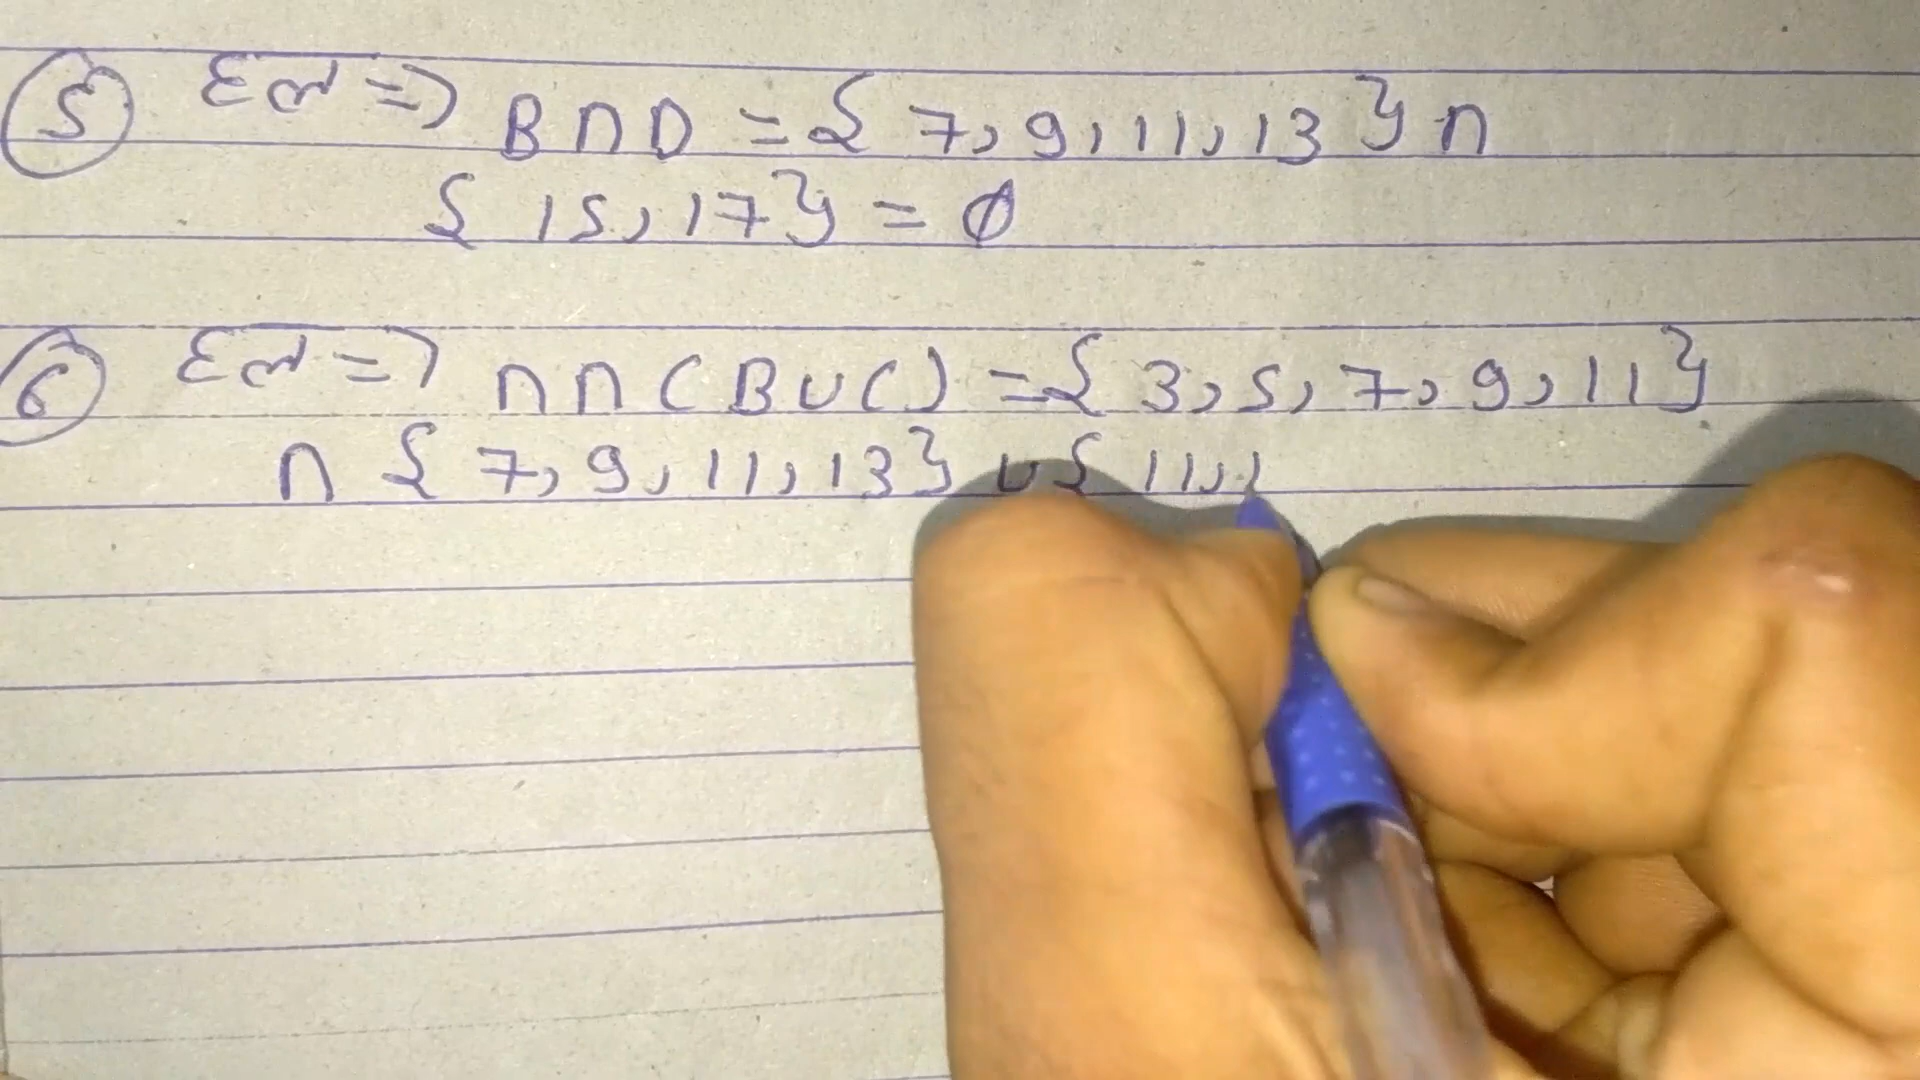 5 हल => B ∩ D = { 7, 9, 11, 13 } ∩
{ 15, 17 } = ϕ
6 हल => ∩ ∩ ( B ∪ C ) = { 3, 5, 7, 9, 11 }
∩ { 7, 9, 11, 13 } ∪ { 11, 1